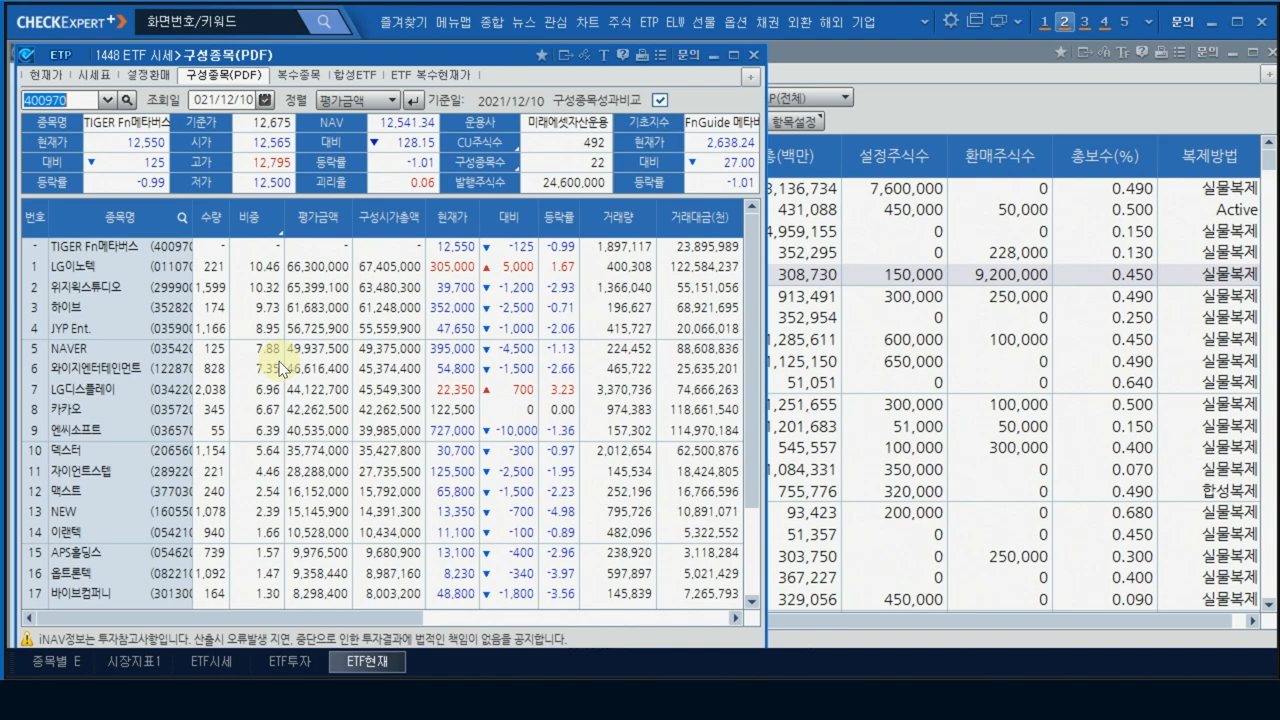 CHECKEXPERT+ 화면번호/키워드 즐겨찾기 메뉴맵 종합 뉴스 관심 차트 주식 ETP ELW 선물 옵션 채권 외환 해외 기업 1 2 3 4 5 문의
ETP 1448 ETF 시세>구성종목(PDF) 문의
문의
현재가 시세표 설정환매 구성종목(PDF) 복수종목 합성ETF ETF 복수현재가
400970 조회일 021/12/10 정렬 평가금액 기준일: 2021/12/10 구성종목성과비교
P(전체)
항목설정
종목명 TIGER Fn메타버스 기준가 12,675 NAV 12,541.34 운용사 미래에셋자산운용 기초지수 FnGuide 메타버
현재가 12,550 시가 12,565 대비 ▼ 128.15 CU주식수 492 현재가 2,638.24
대비 ▼ 125 고가 12,795 등락률 -1.01 구성종목수 22 대비 ▼ 27.00
등락률 -0.99 저가 12,500 괴리율 0.06 발행주식수 24,600,000 등락률 -1.01
번호 종목명 수량 비중 평가금액 구성시가총액 현재가 대비 등락률 거래량 거래대금(천)
- TIGER Fn메타버스 (400970 - - - - 12,550 ▼ -125 -0.99 1,897,117 23,895,989
1 LG이노텍 (011070 221 10.46 66,300,000 67,405,000 305,000 ▲ 5,000 1.67 400,308 122,584,237
2 위지윅스튜디오 (299900 1,599 10.32 65,399,100 63,480,300 39,700 ▼ -1,200 -2.93 1,366,040 55,151,056
3 하이브 (352820 174 9.73 61,683,000 61,248,000 352,000 ▼ -2,500 -0.71 196,627 68,921,695
4 JYP Ent. (035900 1,166 8.95 56,725,900 55,559,900 47,650 ▼ -1,000 -2.06 415,727 20,066,018
5 NAVER (035420 125 7.88 49,937,500 49,375,000 395,000 ▼ -4,500 -1.13 224,452 88,608,836
6 와이지엔터테인먼트 (122870 828 7.35 46,616,400 45,374,400 54,800 ▼ -1,500 -2.66 465,722 25,635,201
7 LG디스플레이 (034220 2,038 6.96 44,122,700 45,549,300 22,350 ▲ 700 3.23 3,370,736 74,666,263
8 카카오 (035720 345 6.67 42,262,500 42,262,500 122,500 0 0.00 974,383 118,661,540
9 엔씨소프트 (036570 55 6.39 40,535,000 39,985,000 727,000 ▼ -10,000 -1.36 157,302 114,970,184
10 덱스터 (206560 1,154 5.64 35,774,000 35,427,800 30,700 ▼ -300 -0.97 2,012,654 62,500,876
11 자이언트스텝 (289220 221 4.46 28,288,000 27,735,500 125,500 ▼ -2,500 -1.95 145,534 18,424,805
12 맥스트 (377030 240 2.54 16,152,000 15,792,000 65,800 ▼ -1,500 -2.23 252,196 16,766,596
13 NEW (160550 1,078 2.39 15,145,900 14,391,300 13,350 ▼ -700 -4.98 795,726 10,891,071
14 이랜텍 (054210 940 1.66 10,528,000 10,434,000 11,100 ▼ -100 -0.89 482,096 5,322,552
15 APS홀딩스 (054620 739 1.57 9,976,500 9,680,900 13,100 ▼ -400 -2.96 238,920 3,118,284
16 옵트론텍 (082210 1,092 1.47 9,358,440 8,987,160 8,230 ▼ -340 -3.97 597,897 5,021,429
17 바이브컴퍼니 (301300 164 1.30 8,298,400 8,003,200 48,800 ▼ -1,800 -3.56 145,839 7,265,793
총(백만) 설정주식수 환매주식수 총보수(%) 복제방법
3,136,734 7,600,000 0 0.490 실물복제
431,088 450,000 50,000 0.500 Active
4,959,155 0 0 0.150 실물복제
352,295 0 228,000 0.130 실물복제
308,730 150,000 9,200,000 0.450 실물복제
913,491 300,000 250,000 0.490 실물복제
352,954 0 0 0.250 실물복제
,285,651 600,000 100,000 0.450 실물복제
,125,150 650,000 0 0.490 실물복제
51,051 0 0 0.640 실물복제
,251,655 300,000 100,000 0.500 실물복제
,201,683 51,000 50,000 0.150 실물복제
545,557 100,000 300,000 0.400 실물복제
,084,331 350,000 0 0.070 실물복제
755,776 320,000 0 0.490 합성복제
93,423 200,000 0 0.680 실물복제
51,357 0 0 0.450 실물복제
303,750 0 250,000 0.300 실물복제
367,227 0 0 0.400 실물복제
329,056 450,000 0 0.090 실물복제
iNAV정보는 투자참고사항입니다. 산출시 오류발생 지연, 중단으로 인한 투자결과에 법적인 책임이 없음을 공지합니다.
종목별 E 시장지표1 ETF시세 ETF투자 ETF현재